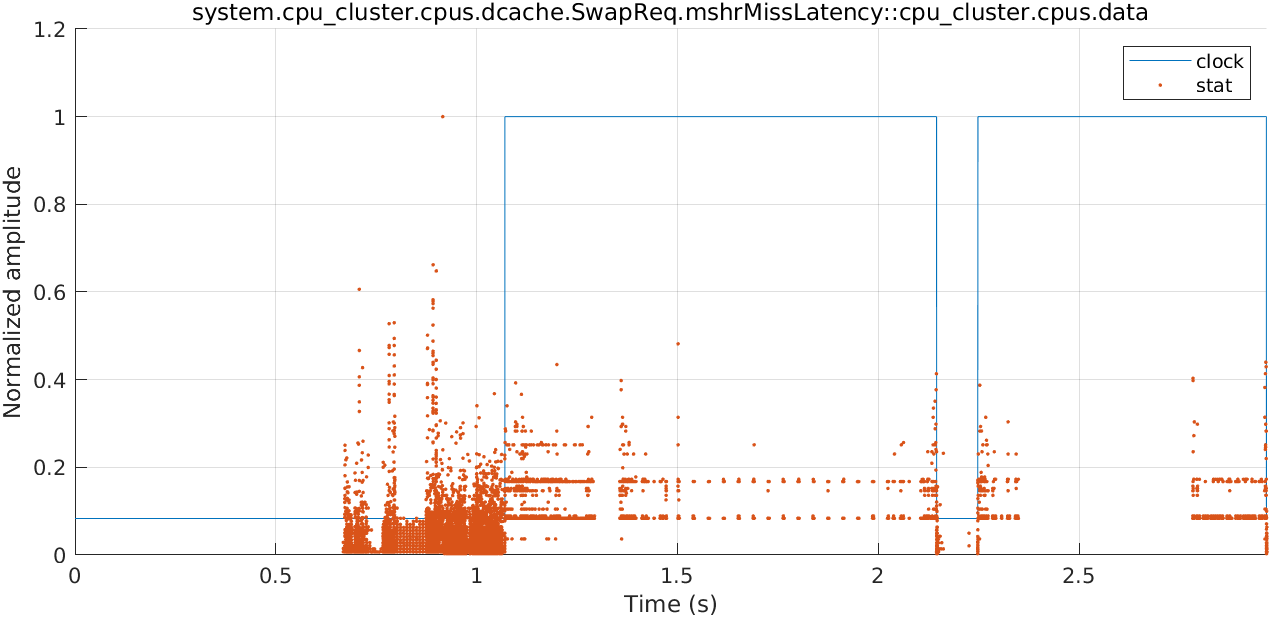 system.cpu_cluster.cpus.dcache.SwapReq.mshrMissLatency::cpu_cluster.cpus.data
1.2
1
0.8
0.6
0.4
0.2
0
Normalized amplitude
clock
stat
0 0.5 1 1.5 2 2.5
Time (s)